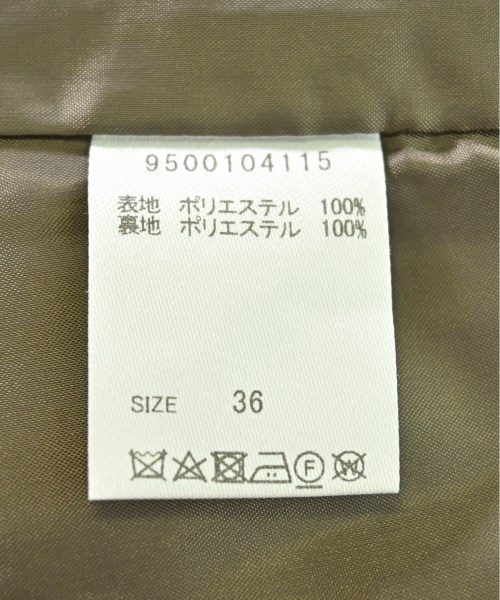 9500104115
表地 ポリエステル 100%
裏地 ポリエステル 100%
SIZE 36
F W